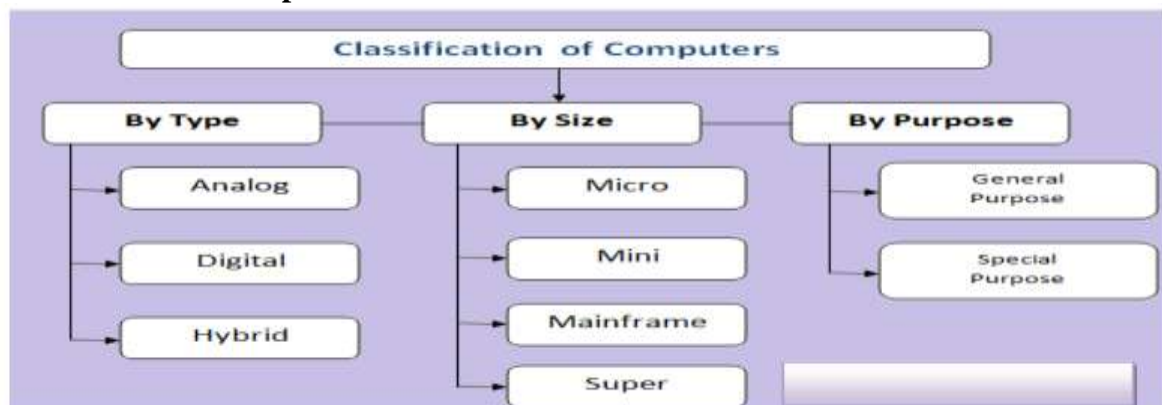 Classification of Computers
By Type
By Size
By Purpose
Analog
Digital
Hybrid
Micro
Mini
Mainframe
Super
General
Purpose
Special
Purpose